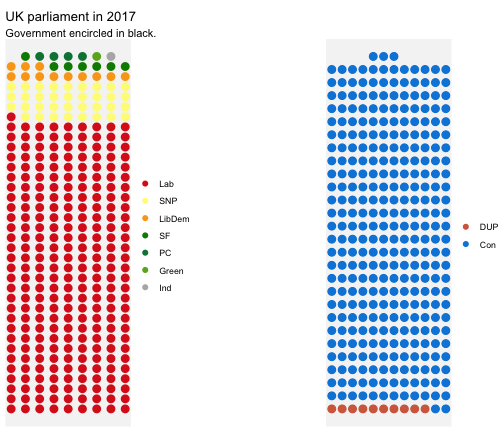 UK parliament in 2017
Government encircled in black.
Lab
SNP
LibDem
SF
PC
Green
Ind
DUP
Con